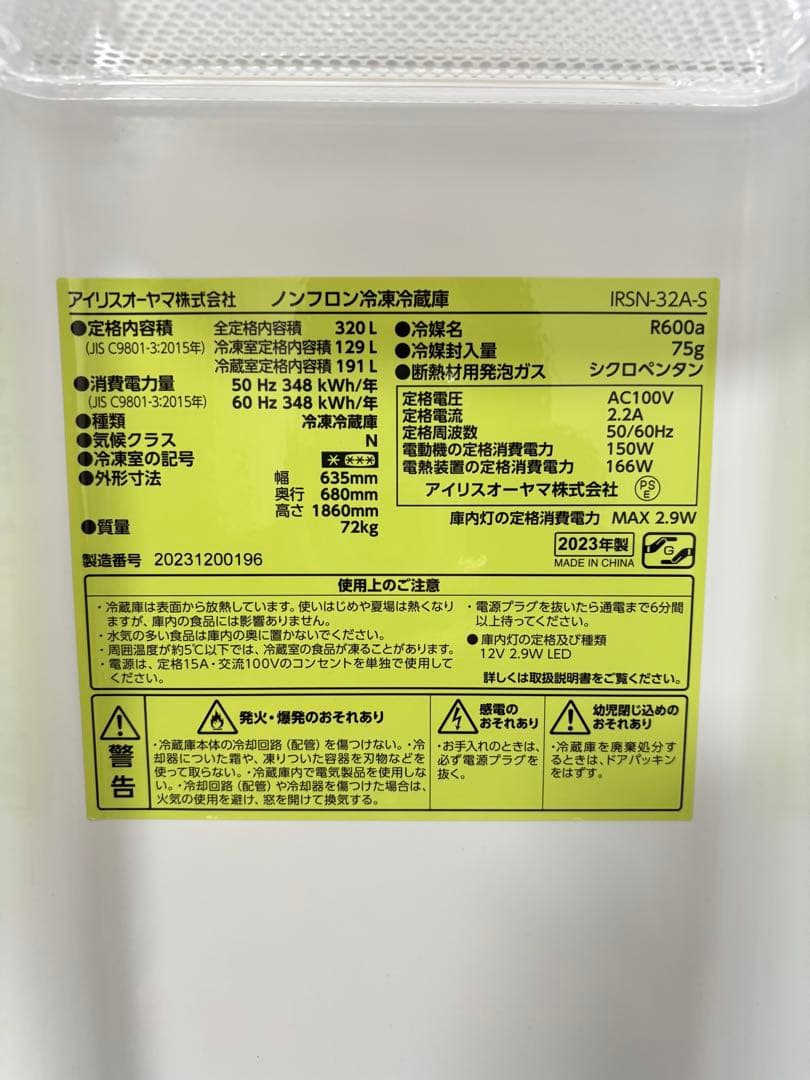 アイリスオーヤマ株式会社 ノンフロン冷凍冷蔵庫 IRSN-32A-S
●定格内容積 全定格内容積 320 L
(JIS C9801-3:2015年) 冷凍室定格内容積 129 L
冷蔵室定格内容積 191 L
●消費電力量 50 Hz 348 kWh/年
(JIS C9801-3:2015年) 60 Hz 348 kWh/年
●種類 冷凍冷蔵庫
●気候クラス N
●冷凍室の記号 * ***
●外形寸法 幅 635mm
奥行 680mm
高さ 1860mm
●質量 72kg
製造番号 20231200196
●冷媒名 R600a
●冷媒封入量 75g
●断熱材用発泡ガス シクロペンタン
定格電圧 AC100V
定格電流 2.2A
定格周波数 50/60Hz
電動機の定格消費電力 150W
電熱装置の定格消費電力 166W
アイリスオーヤマ株式会社 PSE
庫内灯の定格消費電力 MAX 2.9W
2023年製
MADE IN CHINA
G
使用上のご注意
・冷蔵庫は表面から放熱しています。使いはじめや夏場は熱くなり
ますが、庫内の食品には影響ありません。
・水気の多い食品は庫内の奥に置かないでください。
・周囲温度が約5℃以下では、冷蔵室の食品が凍ることがあります。
・電源は、定格15A・交流100Vのコンセントを単独で使用して
ください。
・電源プラグを抜いたら通電まで6分間
以上待ってください。
●庫内灯の定格及び種類
12V 2.9W LED
詳しくは取扱説明書をご覧ください。
警告
発火・爆発のおそれあり
・冷蔵庫本体の冷却回路(配管)を傷つけない。・冷
却器についた霜や、凍りついた容器を刃物などを
使って取らない。・冷蔵庫内で電気製品を使用しな
い。・冷却回路(配管)や冷却器を傷つけた場合は、
火気の使用を避け、窓を開けて換気する。
感電の
おそれあり
・お手入れのときは、
必ず電源プラグを
抜く。
幼児閉じ込めの
おそれあり
・冷蔵庫を廃棄処分す
るときは、ドアパッキン
をはずす。